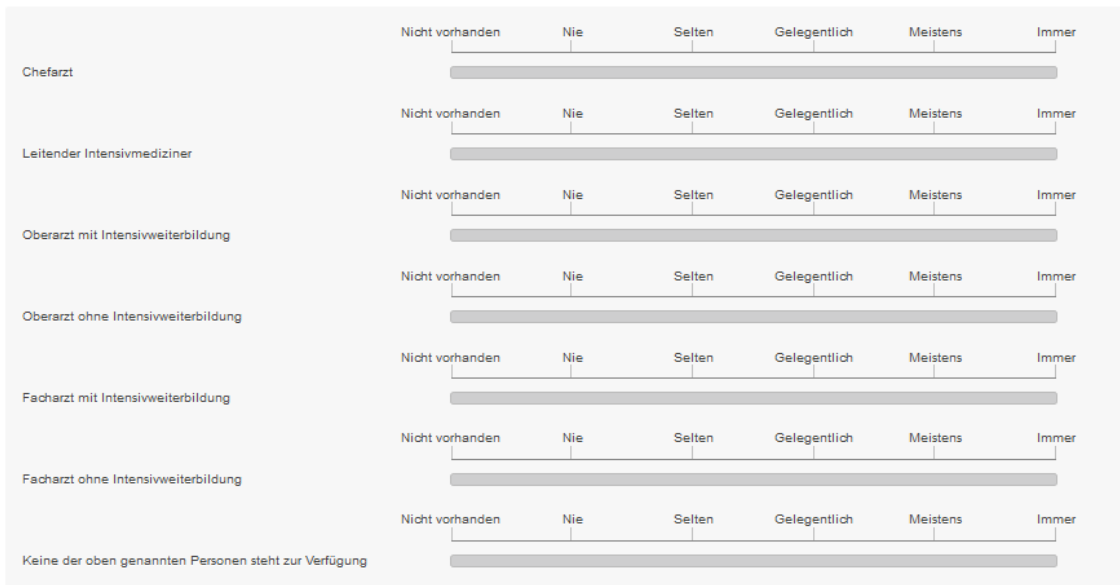 Nicht vorhanden Nie Selten Gelegentlich Meistens Immer
Chefarzt
Nicht vorhanden Nie Selten Gelegentlich Meistens Immer
Leitender Intensivmediziner
Nicht vorhanden Nie Selten Gelegentlich Meistens Immer
Oberarzt mit Intensivweiterbildung
Nicht vorhanden Nie Selten Gelegentlich Meistens Immer
Oberarzt ohne Intensivweiterbildung
Nicht vorhanden Nie Selten Gelegentlich Meistens Immer
Facharzt mit Intensivweiterbildung
Nicht vorhanden Nie Selten Gelegentlich Meistens Immer
Facharzt ohne Intensivweiterbildung
Nicht vorhanden Nie Selten Gelegentlich Meistens Immer
Keine der oben genannten Personen steht zur Verfügung